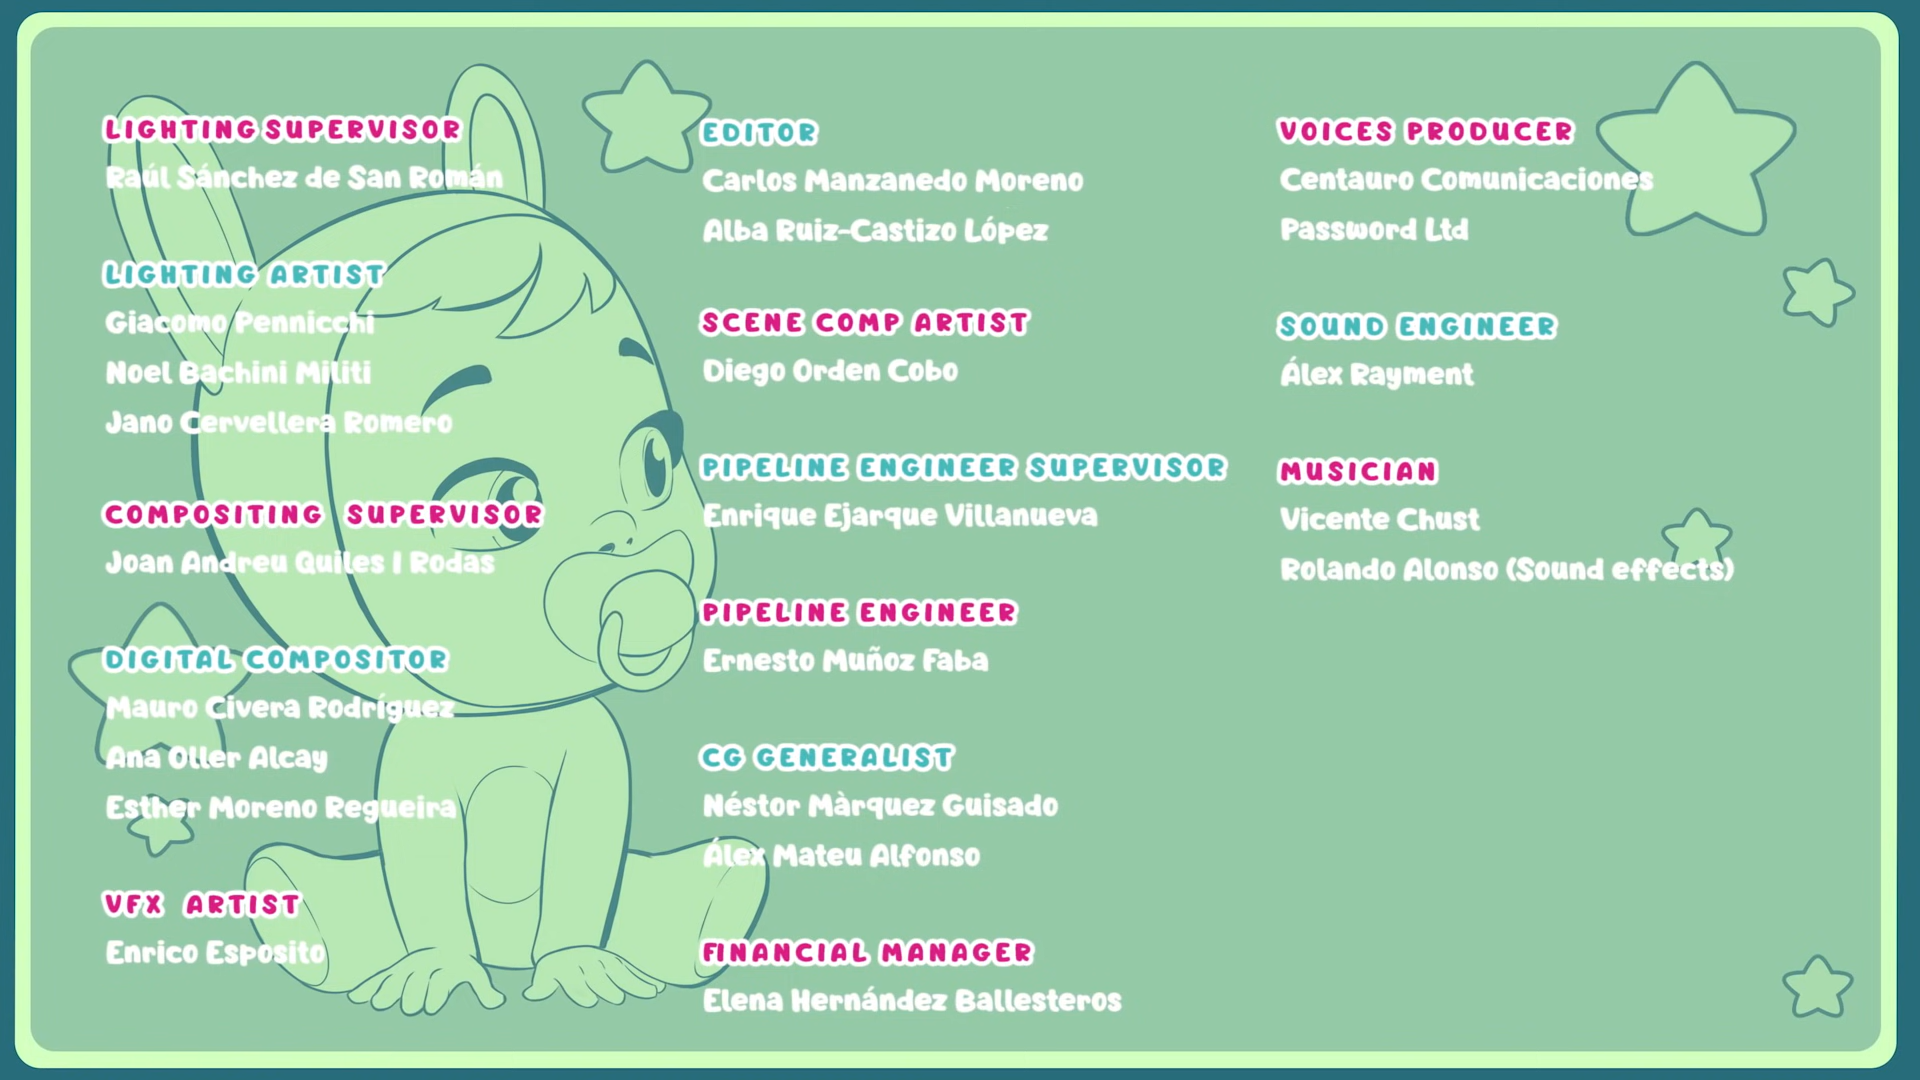 LIGHTING SUPERVISOR
Raúl Sánchez de San Román
LIGHTING ARTIST
Giacomo Pennicchi
Noel Bachini Militi
Jano Cervellera Romero
COMPOSITING SUPERVISOR
Joan Andreu Quiles I Rodas
DIGITAL COMPOSITOR
Mauro Civera Rodríguez
Ana Oller Alcay
Esther Moreno Regueira
VFX ARTIST
Enrico Esposito
EDITOR
Carlos Manzanedo Moreno
Alba Ruiz-Castizo López
SCENE COMP ARTIST
Diego Orden Cobo
PIPELINE ENGINEER SUPERVISOR
Enrique Ejarque Villanueva
PIPELINE ENGINEER
Ernesto Muñoz Faba
CG GENERALIST
Néstor Màrquez Guisado
Álex Mateu Alfonso
FINANCIAL MANAGER
Elena Hernández Ballesteros
VOICES PRODUCER
Centauro Comunicaciones
Password Ltd
SOUND ENGINEER
Álex Rayment
MUSICIAN
Vicente Chust
Rolando Alonso (Sound effects)